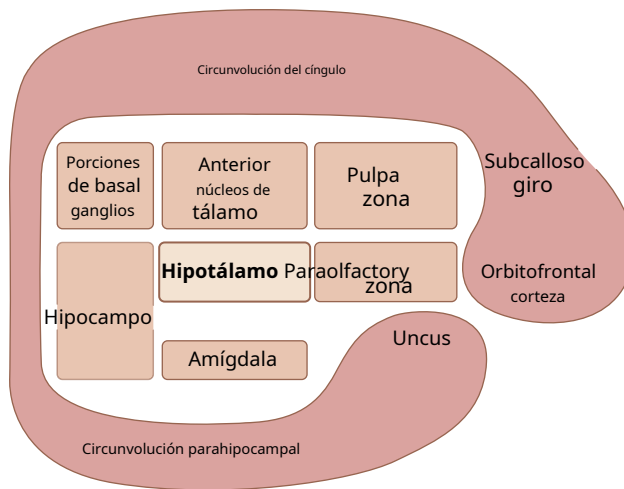 Circunvolución del cíngulo
Porciones
de basal
ganglios
Anterior
núcleos de
tálamo
Pulpa
zona
Subcalloso
giro
Hipotálamo Paraolfactory
zona
Orbitofrontal
corteza
Hipocampo
Amígdala
Uncus
Circunvolución parahipocampal